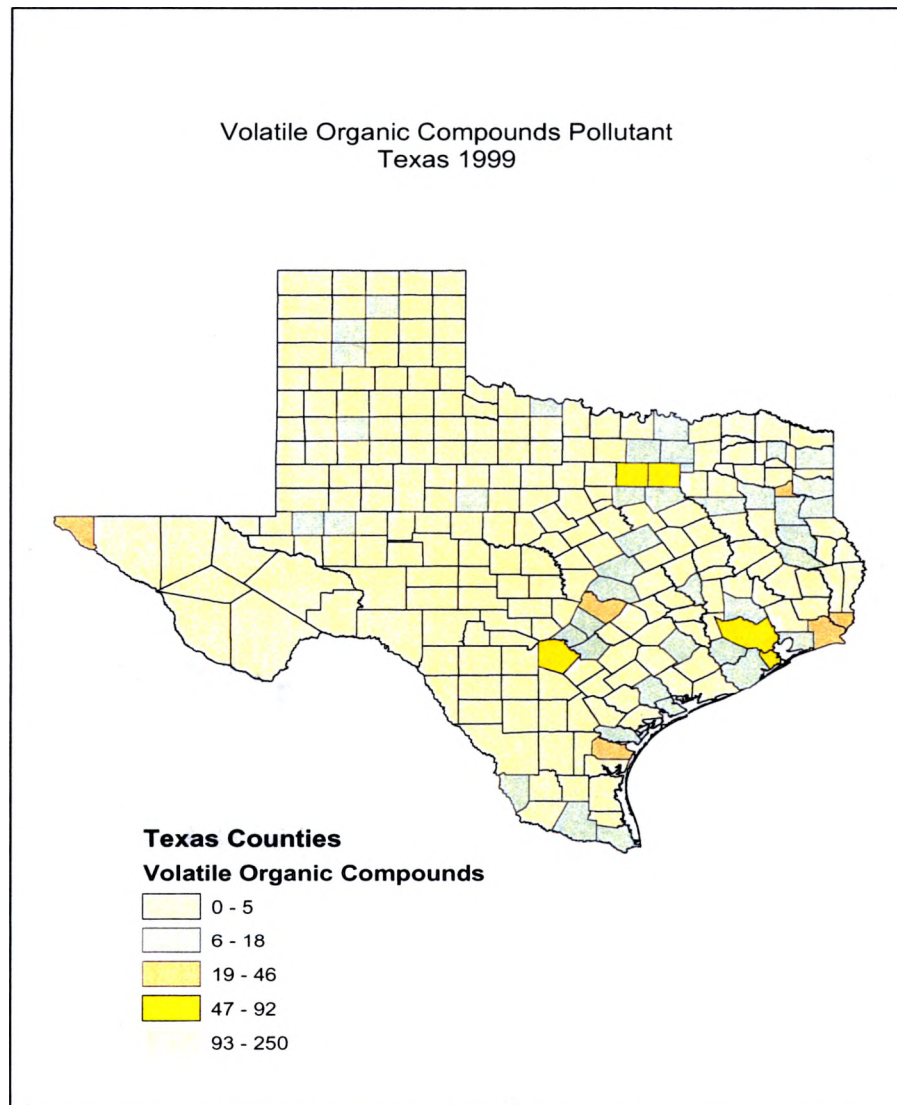 Volatile Organic Compounds Pollutant
Texas 1999
Texas Counties
Volatile Organic Compounds
0 - 5
6 - 18
19 - 46
47 - 92
93 - 250